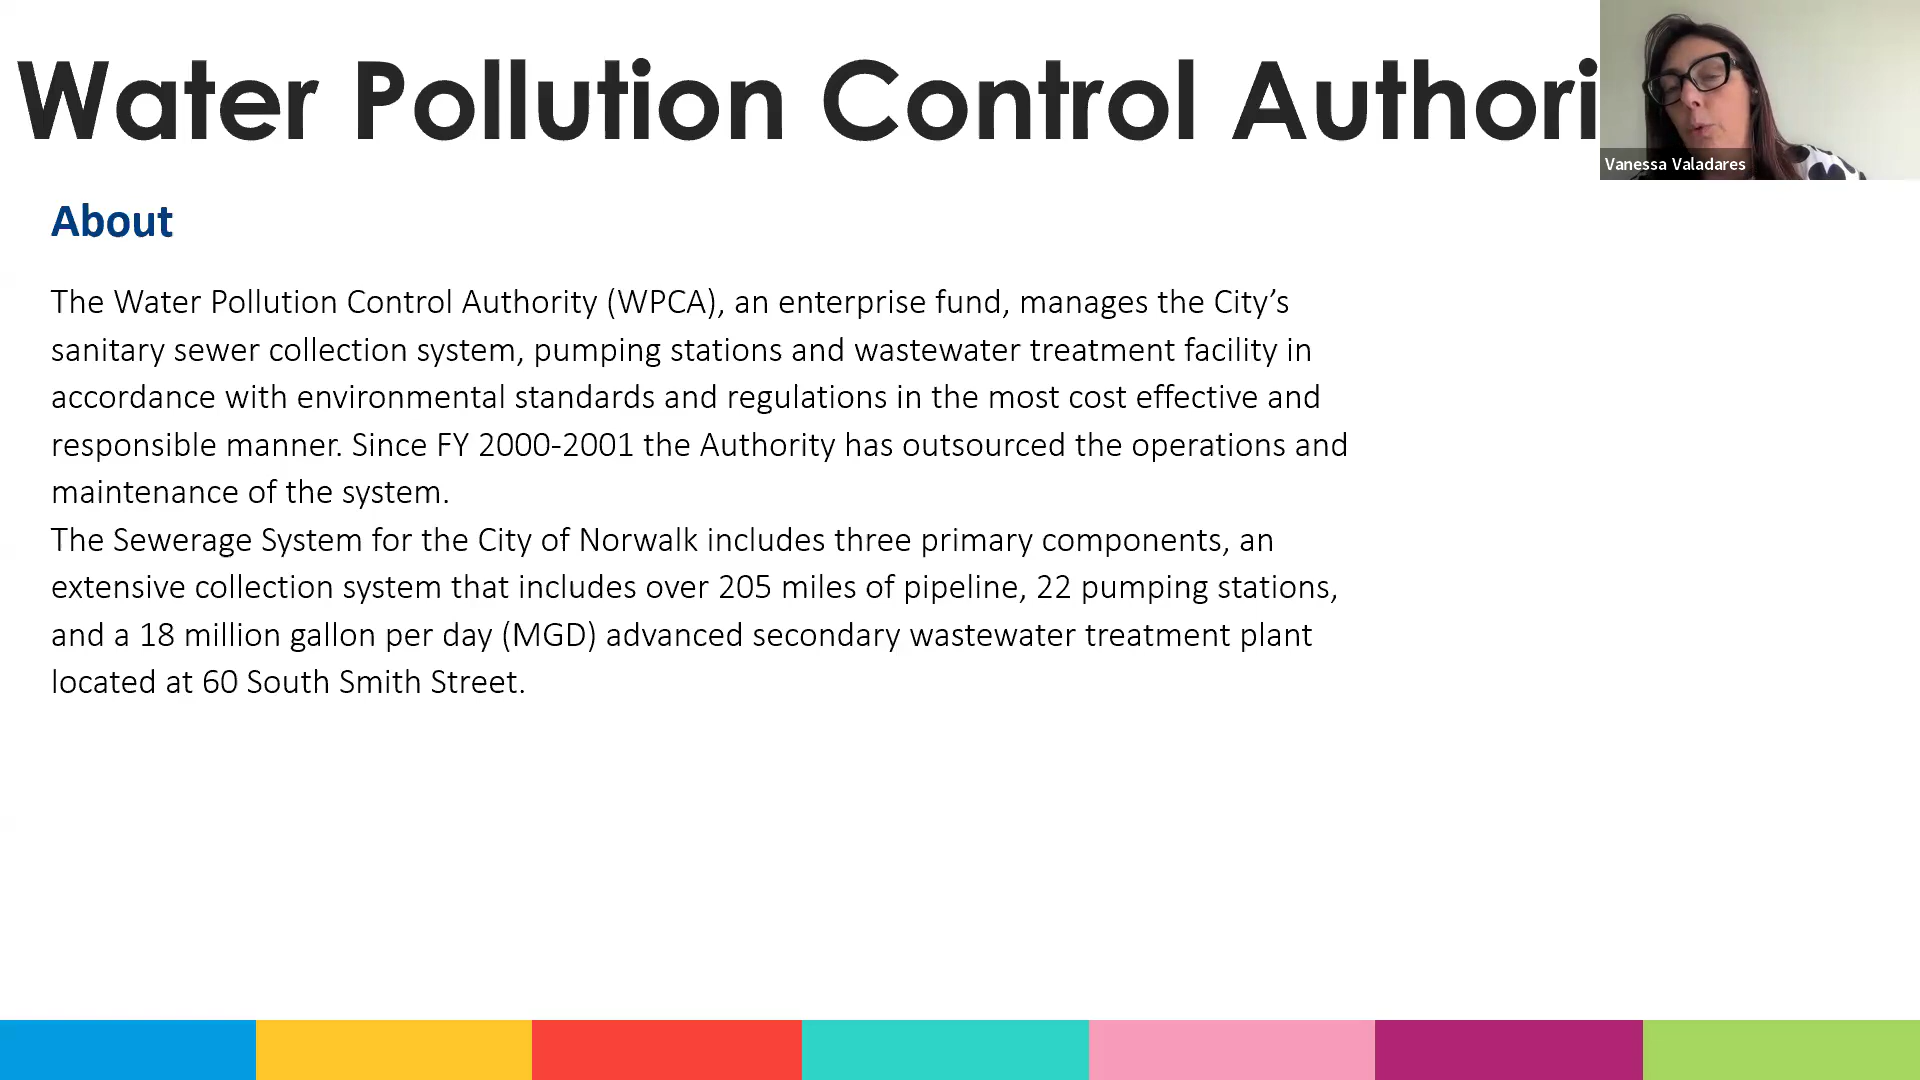 Water Pollution Control Authori
Vanessa Valadares
About
The Water Pollution Control Authority (WPCA), an enterprise fund, manages the City’s
sanitary sewer collection system, pumping stations and wastewater treatment facility in
accordance with environmental standards and regulations in the most cost effective and
responsible manner. Since FY 2000-2001 the Authority has outsourced the operations and
maintenance of the system.
The Sewerage System for the City of Norwalk includes three primary components, an
extensive collection system that includes over 205 miles of pipeline, 22 pumping stations,
and a 18 million gallon per day (MGD) advanced secondary wastewater treatment plant
located at 60 South Smith Street.